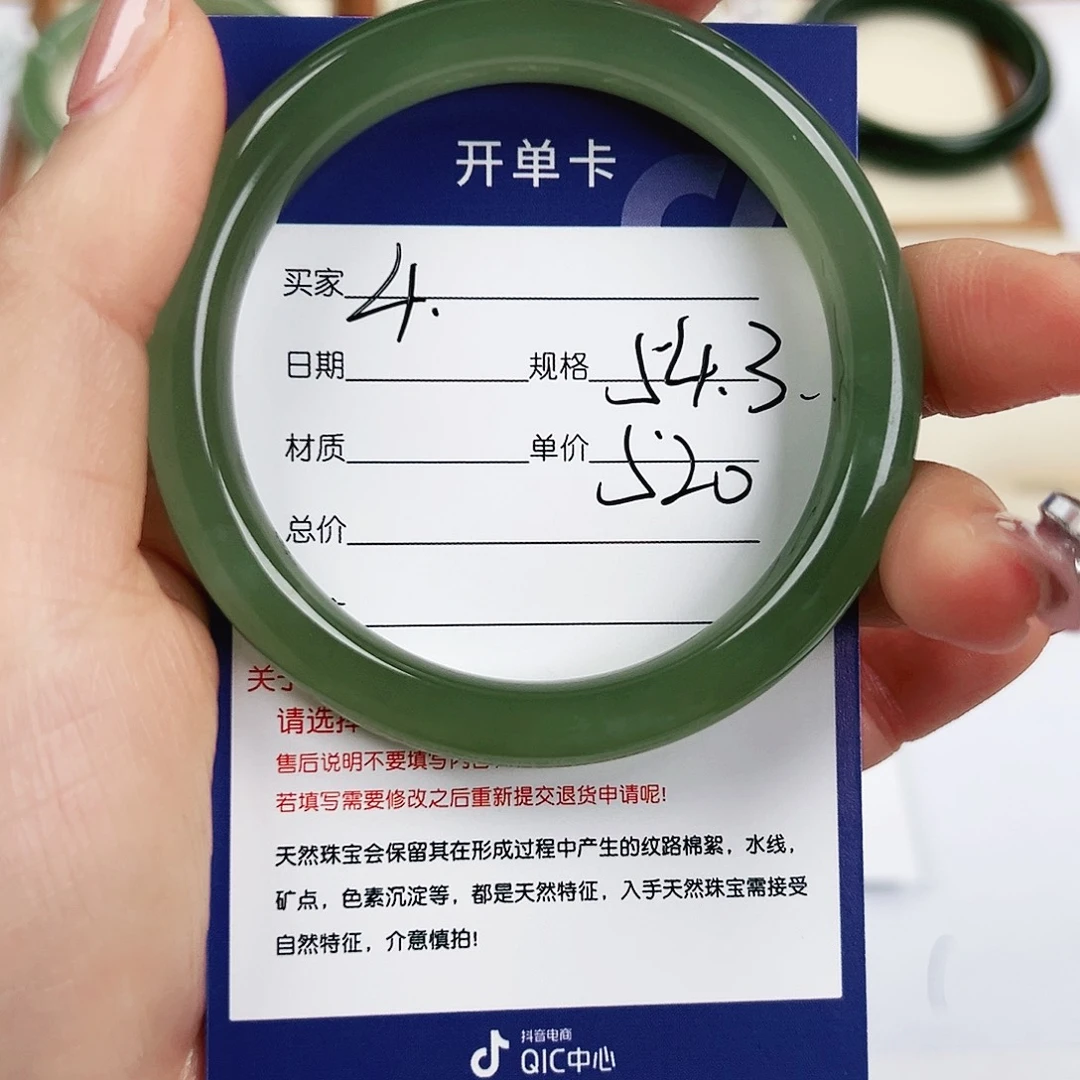 开单卡
买家 4.
日期 规格 54.3
材质 单价 520
总价
关于
请选择
售后说明不要填写内容
若填写需要修改之后重新提交退货申请呢!
天然珠宝会保留其在形成过程中产生的纹路棉絮，水线，
矿点，色素沉淀等，都是天然特征，入手天然珠宝需接受
自然特征，介意慎拍!
抖音电商
QIC中心